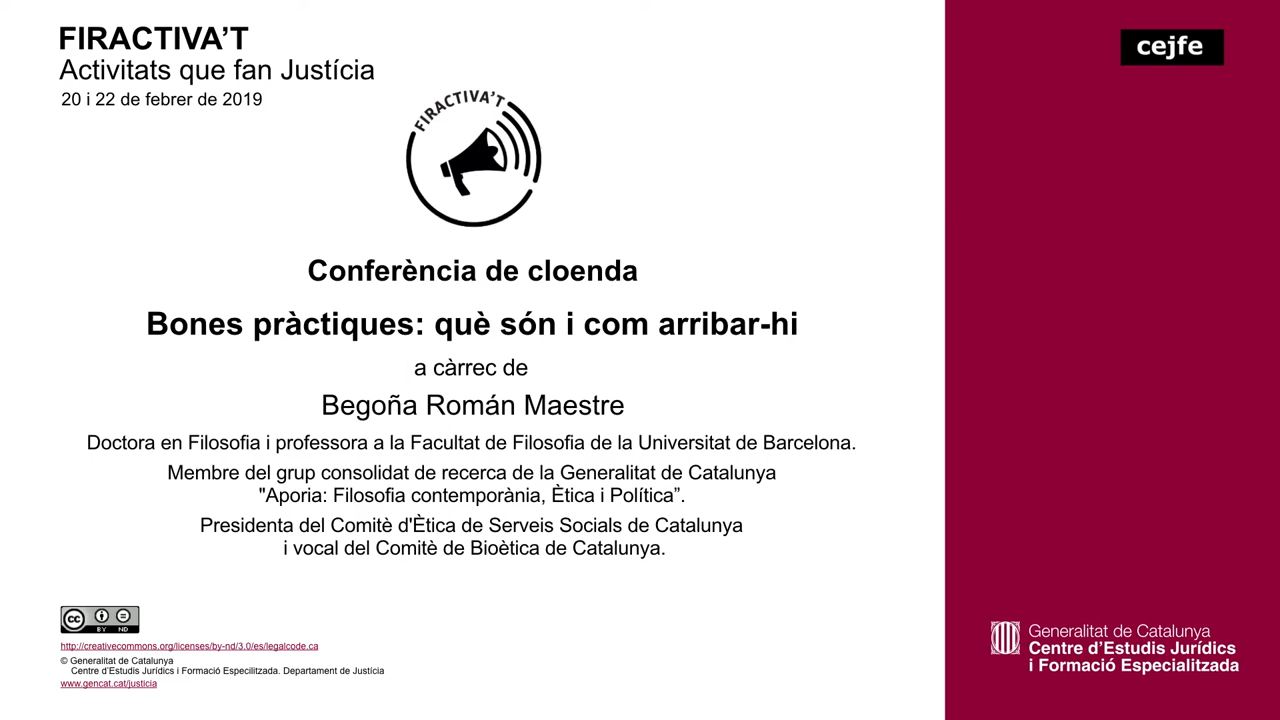 FIRACTIVA'T
Activitats que fan Justícia
20 i 22 de febrer de 2019
cejfe
FIRACTIVA'T
Conferència de cloenda
Bones pràctiques: què són i com arribar-hi
a càrrec de
Begoña Román Maestre
Doctora en Filosofia i professora a la Facultat de Filosofia de la Universitat de Barcelona.
Membre del grup consolidat de recerca de la Generalitat de Catalunya
"Aporia: Filosofia contemporània, Ètica i Política”.
Presidenta del Comitè d'Ètica de Serveis Socials de Catalunya
i vocal del Comitè de Bioètica de Catalunya.
cc BY ND
http://creativecommons.org/licenses/by-nd/3.0/es/legalcode.ca
© Generalitat de Catalunya
Centre d'Estudis Jurídics i Formació Especilitzada. Departament de Justícia
www.gencat.cat/justicia
Generalitat de Catalunya
Centre d'Estudis Jurídics
i Formació Especialitzada